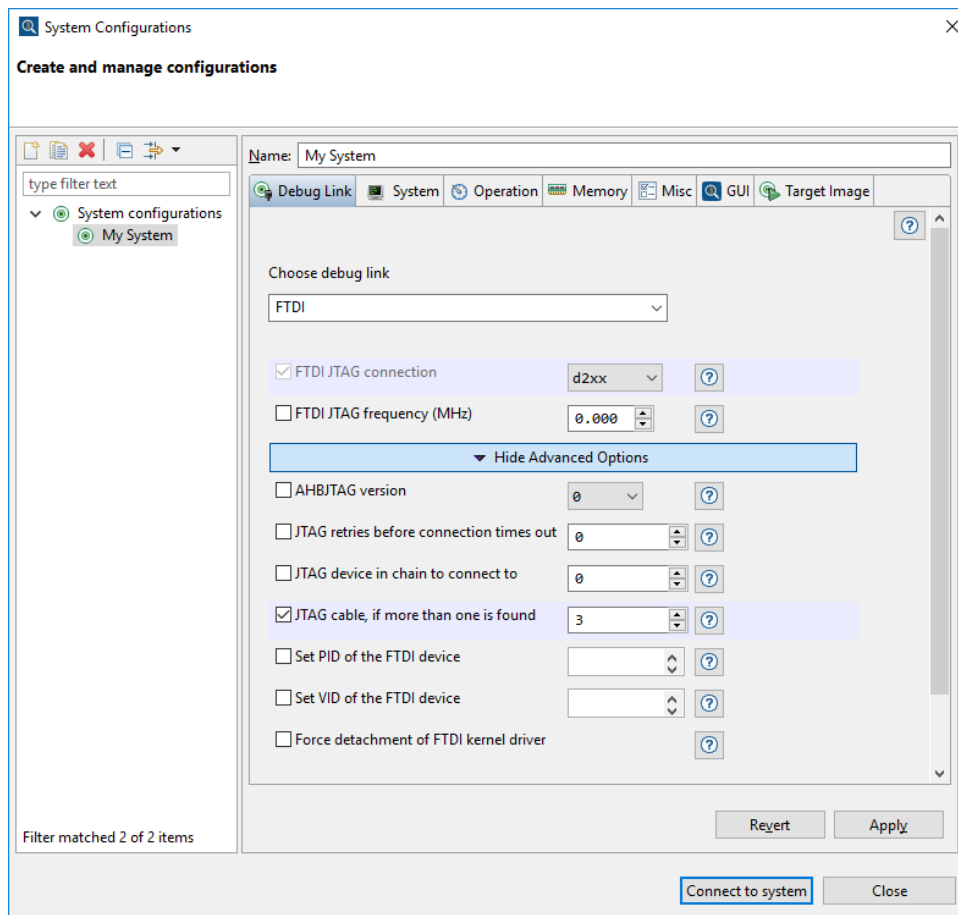 System Configurations
Create and manage configurations
type filter text
System configurations
My System
Filter matched 2 of 2 items
Name: My System
Debug Link System Operation Memory Misc GUI Target Image
Choose debug link
FTDI
FTDI JTAG connection d2xx
FTDI JTAG frequency (MHz) 0.000
Hide Advanced Options
AHBJTAG version 0
JTAG retries before connection times out 0
JTAG device in chain to connect to 0
JTAG cable, if more than one is found 3
Set PID of the FTDI device
Set VID of the FTDI device
Force detachment of FTDI kernel driver
Revert Apply
Connect to system Close